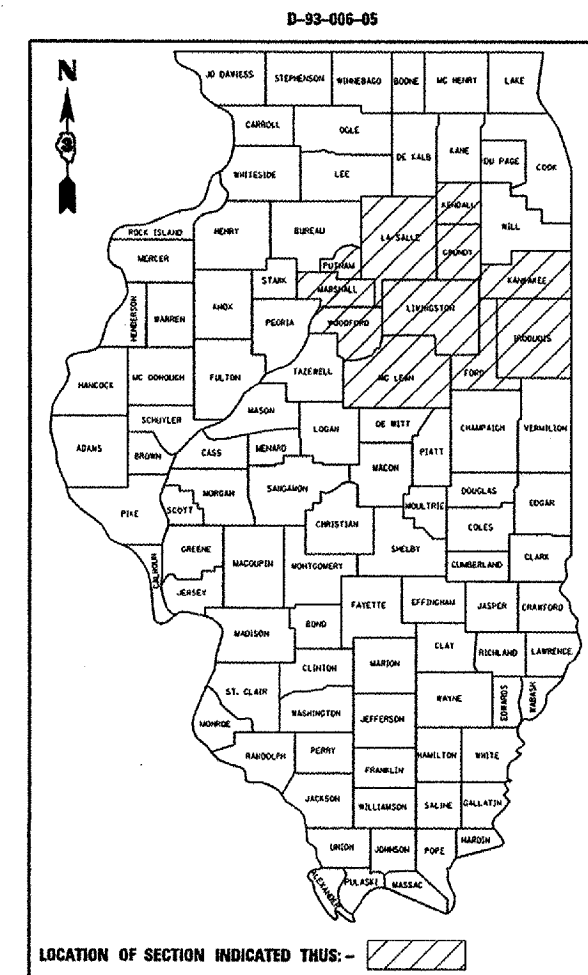 D-93-006-05
N
3
JO DAVIESS
STEPHENSON
WINNEBAGO
BOONE
MC HENRY
LAKE
CARROLL
OGLE
DE KALB
KANE
DU PAGE
COOK
WHITESIDE
LEE
KENDALL
WILL
ROCK ISLAND
HENRY
BUREAU
LA SALLE
GRUNDY
MERCER
PUTNAM
KANKAKEE
STARK
MARSHALL
LIVINGSTON
HENDERSON
WARREN
KNOX
PEORIA
WOODFORD
IROQUOIS
FORD
HANCOCK
MC DONOUGH
FULTON
TAZEWELL
MC LEAN
MASON
SCHUYLER
LOGAN
DE WITT
CHAMPAIGN
VERMILION
ADAMS
BROWN
CASS
MENARD
MACON
PIATT
PIKE
SCOTT
MORGAN
SANGAMON
MOULTRIE
DOUGLAS
EDGAR
CHRISTIAN
COLES
GREENE
MACOUPIN
MONTGOMERY
SHELBY
CUMBERLAND
CLARK
CALHOUN
JERSEY
FAYETTE
EFFINGHAM
JASPER
CRAWFORD
MADISON
BOND
CLAY
RICHLAND
LAWRENCE
CLINTON
MARION
ST. CLAIR
WAYNE
EDWARDS
WABASH
WASHINGTON
JEFFERSON
MONROE
RANDOLPH
PERRY
HAMILTON
WHITE
FRANKLIN
JACKSON
WILLIAMSON
SALINE
GALLATIN
UNION
JOHNSON
POPE
HARDIN
ALEXANDER
PULASKI
MASSAC
LOCATION OF SECTION INDICATED THUS: -